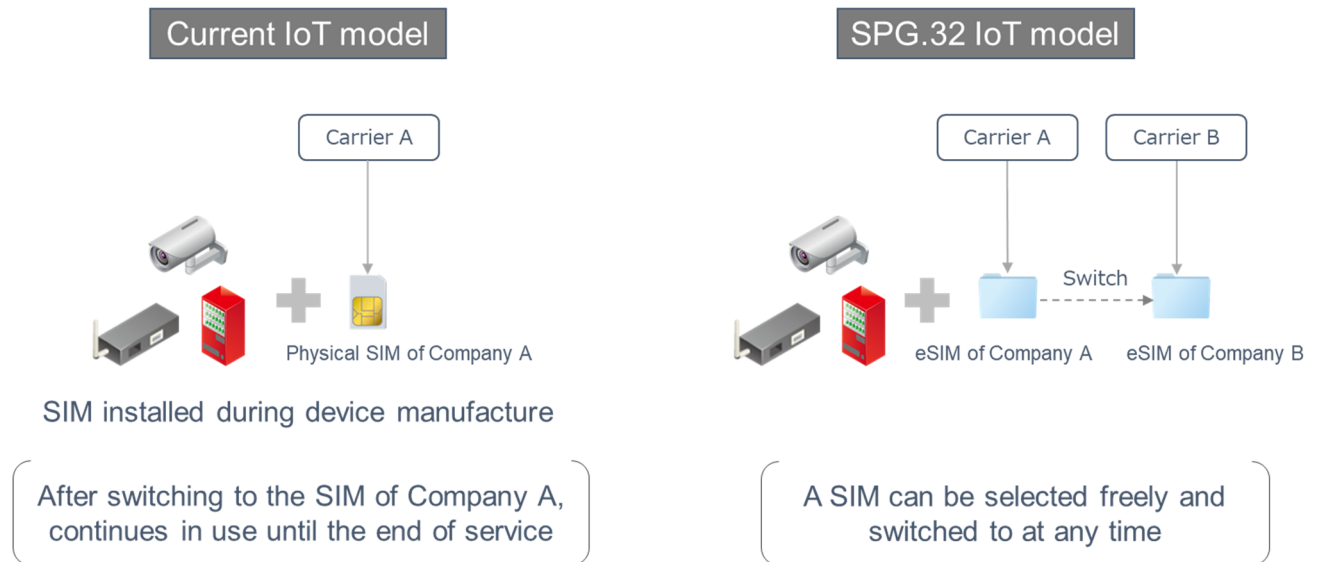 Current IoT model
Carrier A
Physical SIM of Company A
SIM installed during device manufacture
After switching to the SIM of Company A,
continues in use until the end of service
SPG.32 IoT model
Carrier A
Carrier B
Switch
eSIM of Company A
eSIM of Company B
A SIM can be selected freely and
switched to at any time